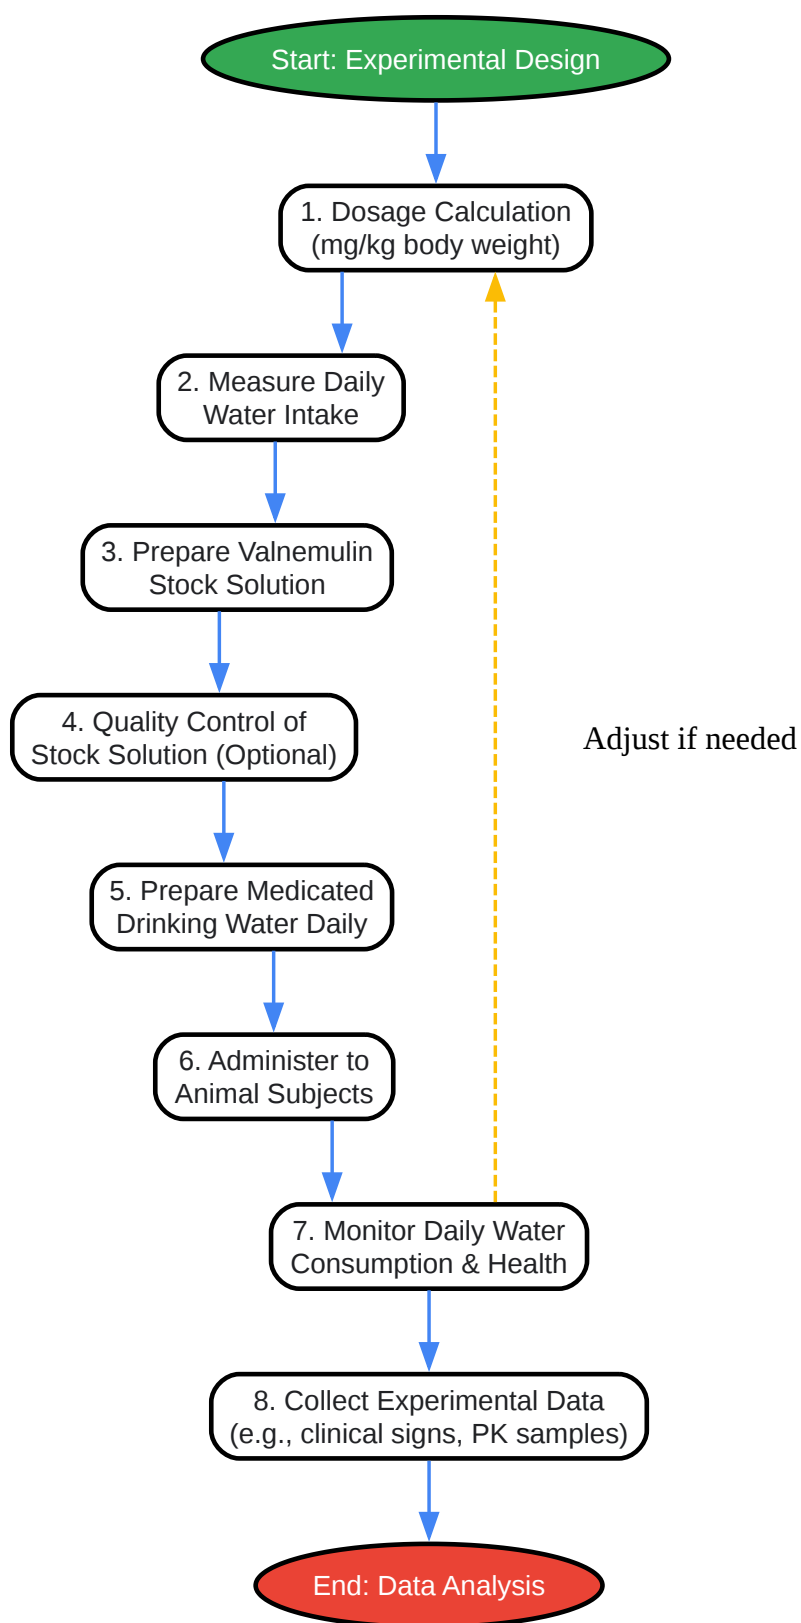 Start: Experimental Design
1. Dosage Calculation
(mg/kg body weight)
2. Measure Daily
Water Intake
3. Prepare Valnemulin
Stock Solution
4. Quality Control of
Stock Solution (Optional)
Adjust if needed
5. Prepare Medicated
Drinking Water Daily
6. Administer to
Animal Subjects
7. Monitor Daily Water
Consumption & Health
8. Collect Experimental Data
(e.g., clinical signs, PK samples)
End: Data Analysis